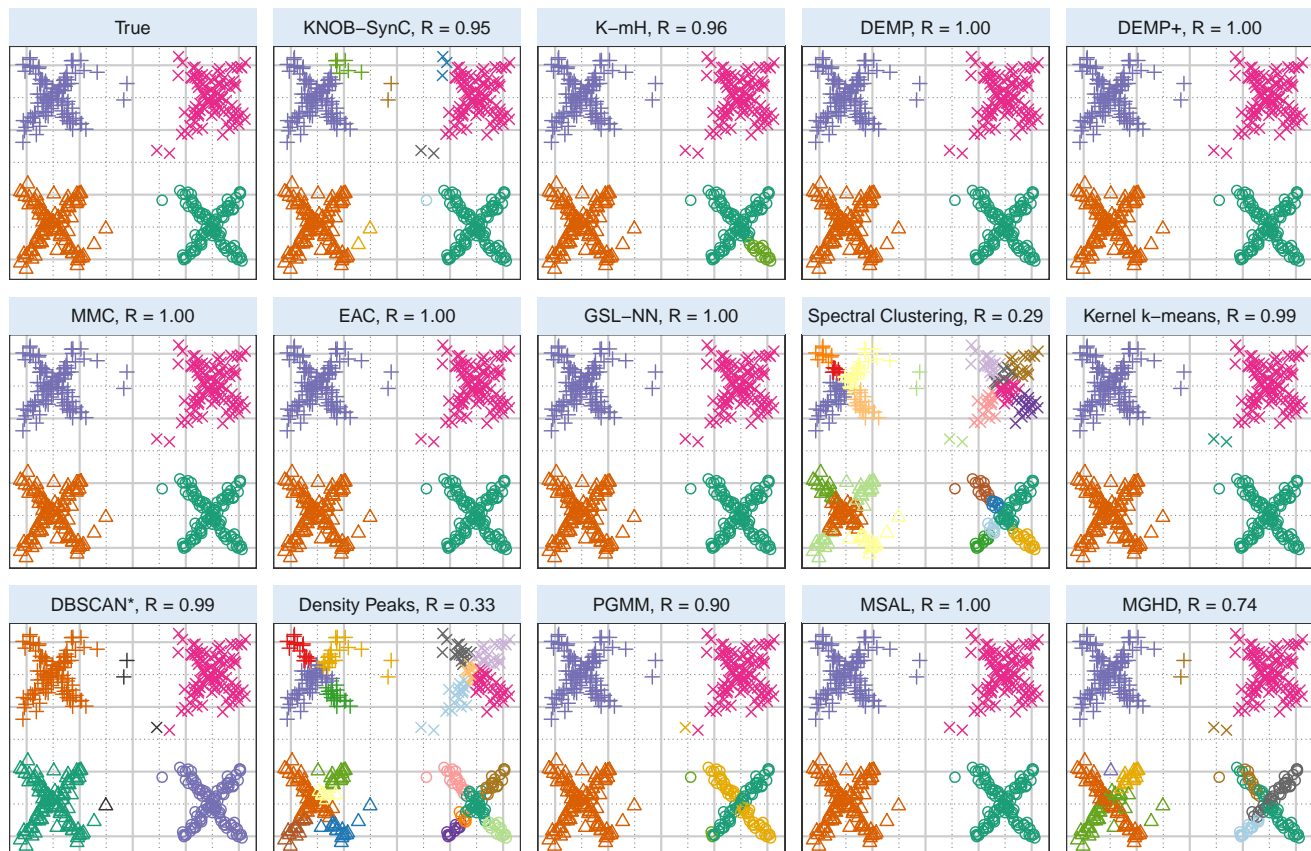 True
KNOB−SynC, R = 0.95
K−mH, R = 0.96
DEMP, R = 1.00
DEMP+, R = 1.00
MMC, R = 1.00
EAC, R = 1.00
GSL−NN, R = 1.00
Spectral Clustering, R = 0.29
Kernel k−means, R = 0.99
DBSCAN*, R = 0.99
Density Peaks, R = 0.33
PGMM, R = 0.90
MSAL, R = 1.00
MGHD, R = 0.74